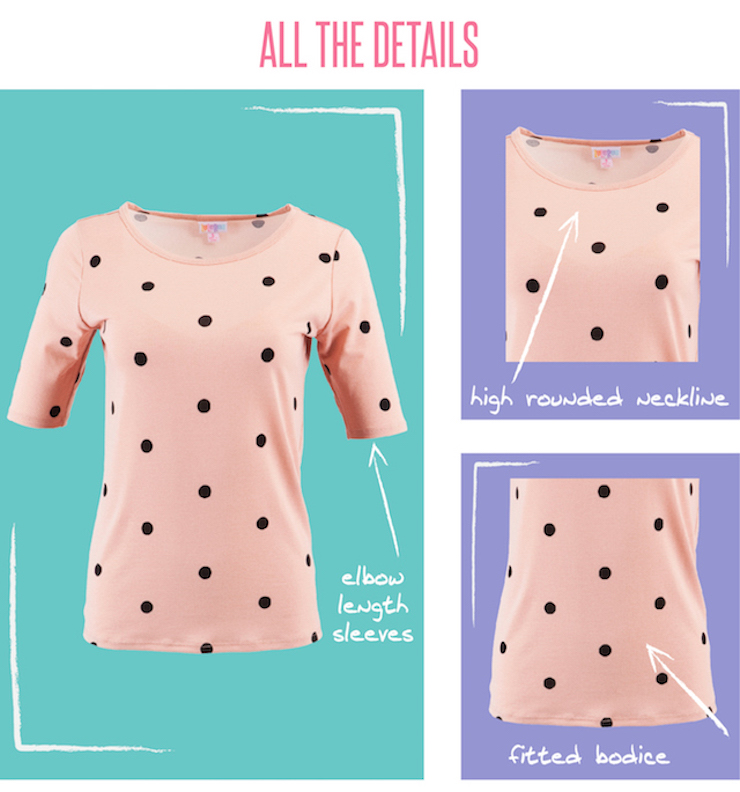 ALL THE DETAILS
high rounded neckline
elbow
length
sleeves
fitted bodice